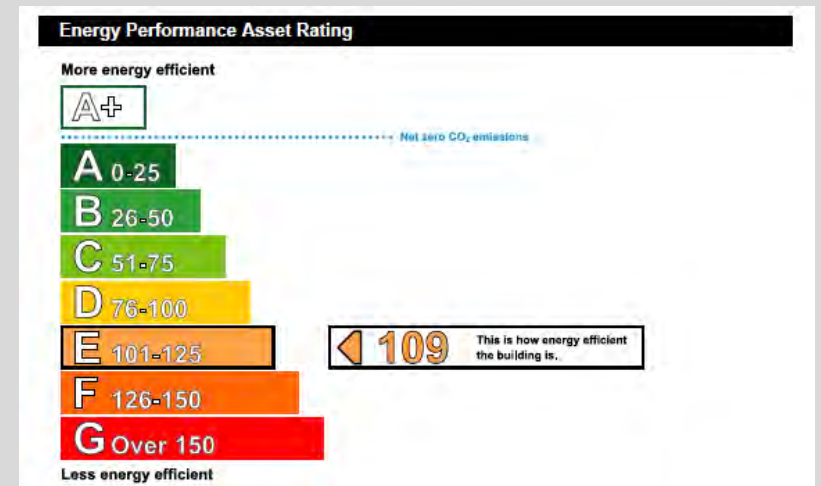 Energy Performance Asset Rating
More energy efficient
A+
Net zero CO₂ emissions
A 0-25
B 26-50
C 51-75
D 76-100
E 101-125
109
This is how energy efficient
the building is.
F 126-150
G Over 150
Less energy efficient